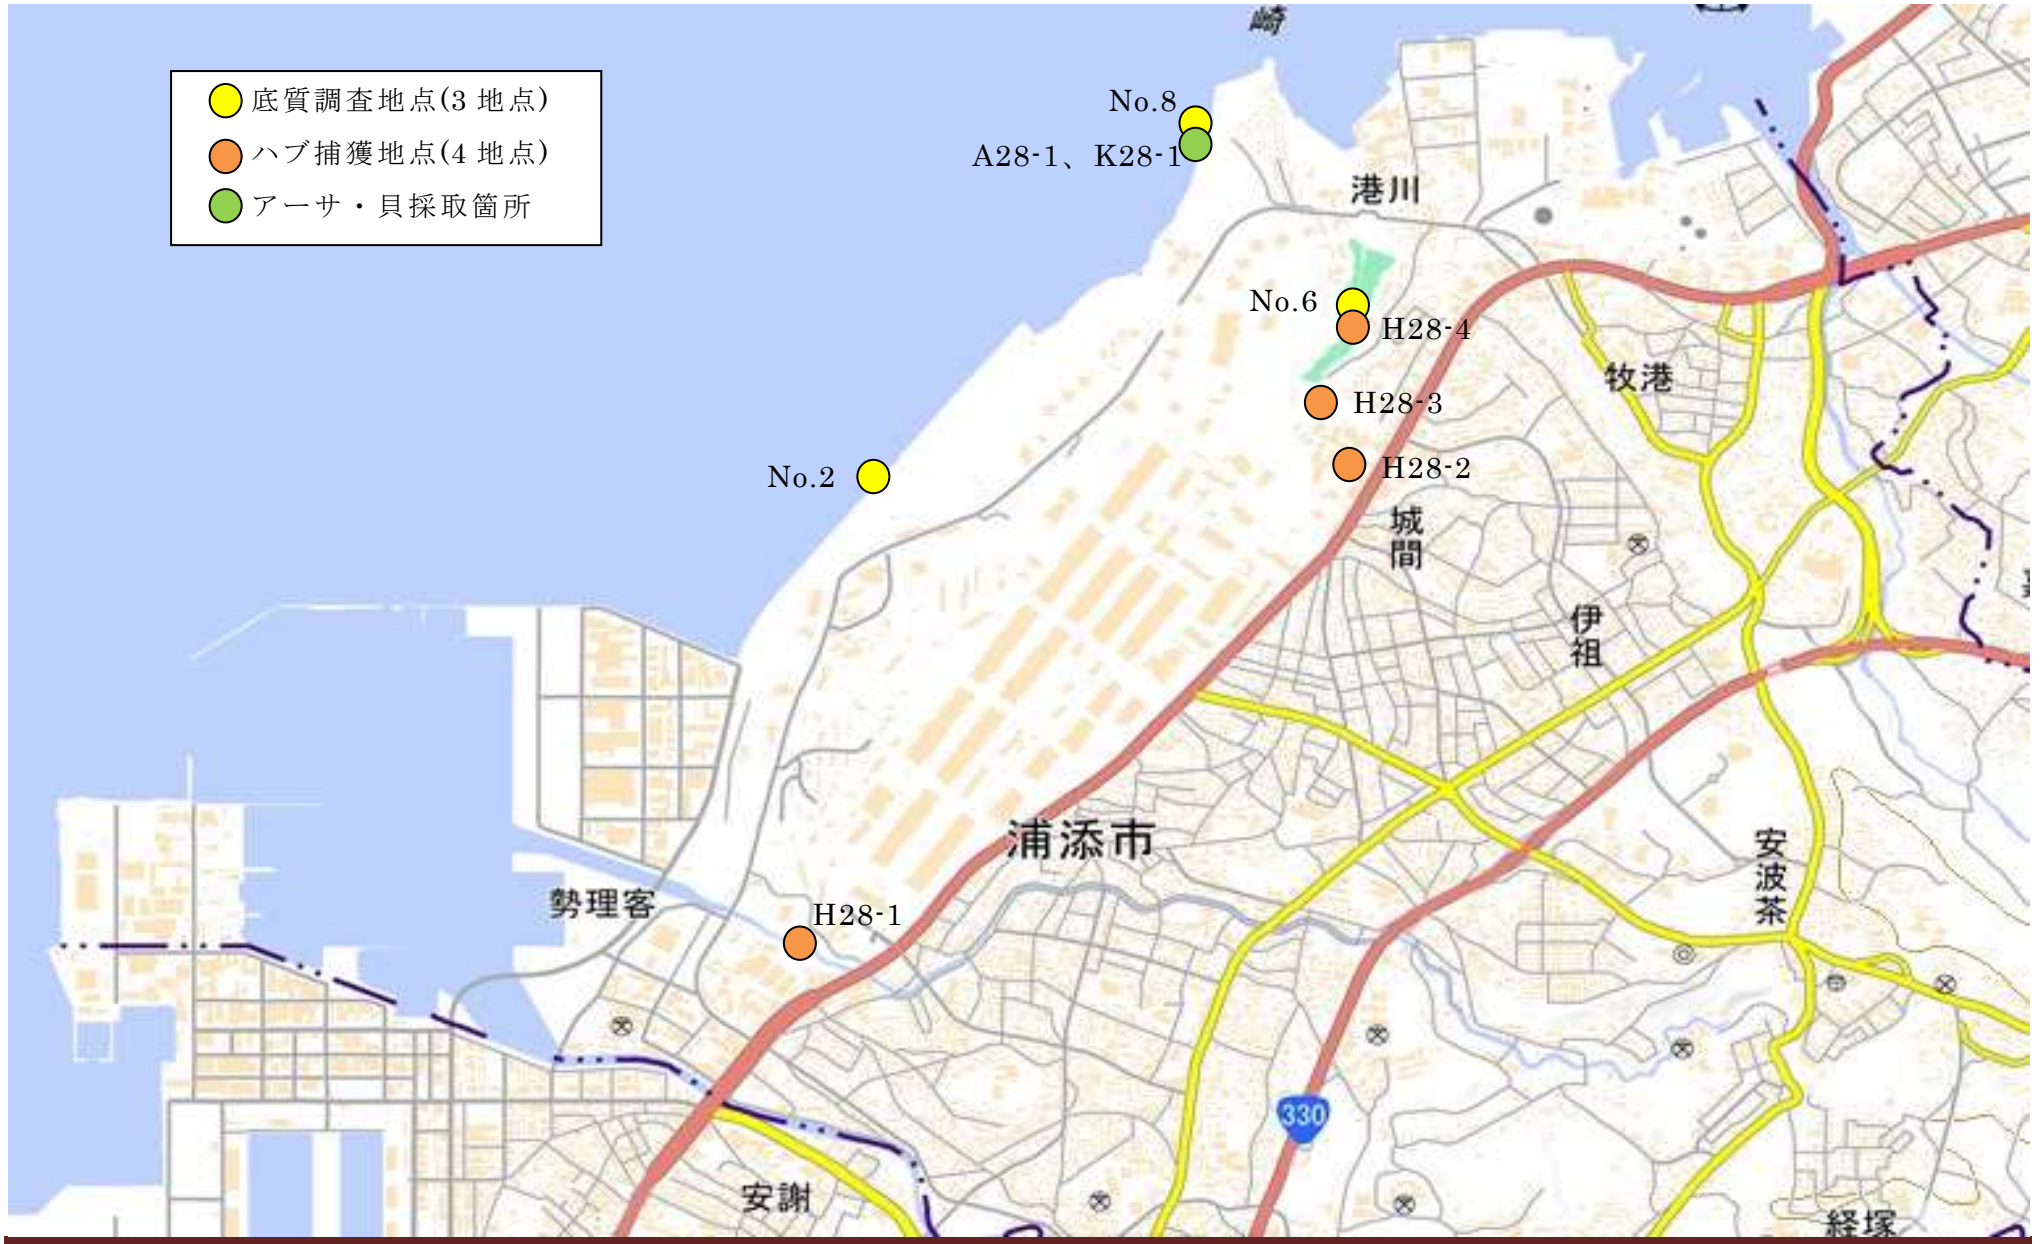 崎
底質調査地点(3 地点)
ハブ捕獲地点(4 地点)
アーサ・貝採取箇所
No.8
A28-1、K28-1
港川
No.6
H28-4
牧港
H28-3
H28-2
No.2
城間
伊祖
浦添市
安波茶
勢理客
H28-1
330
安謝
経塚